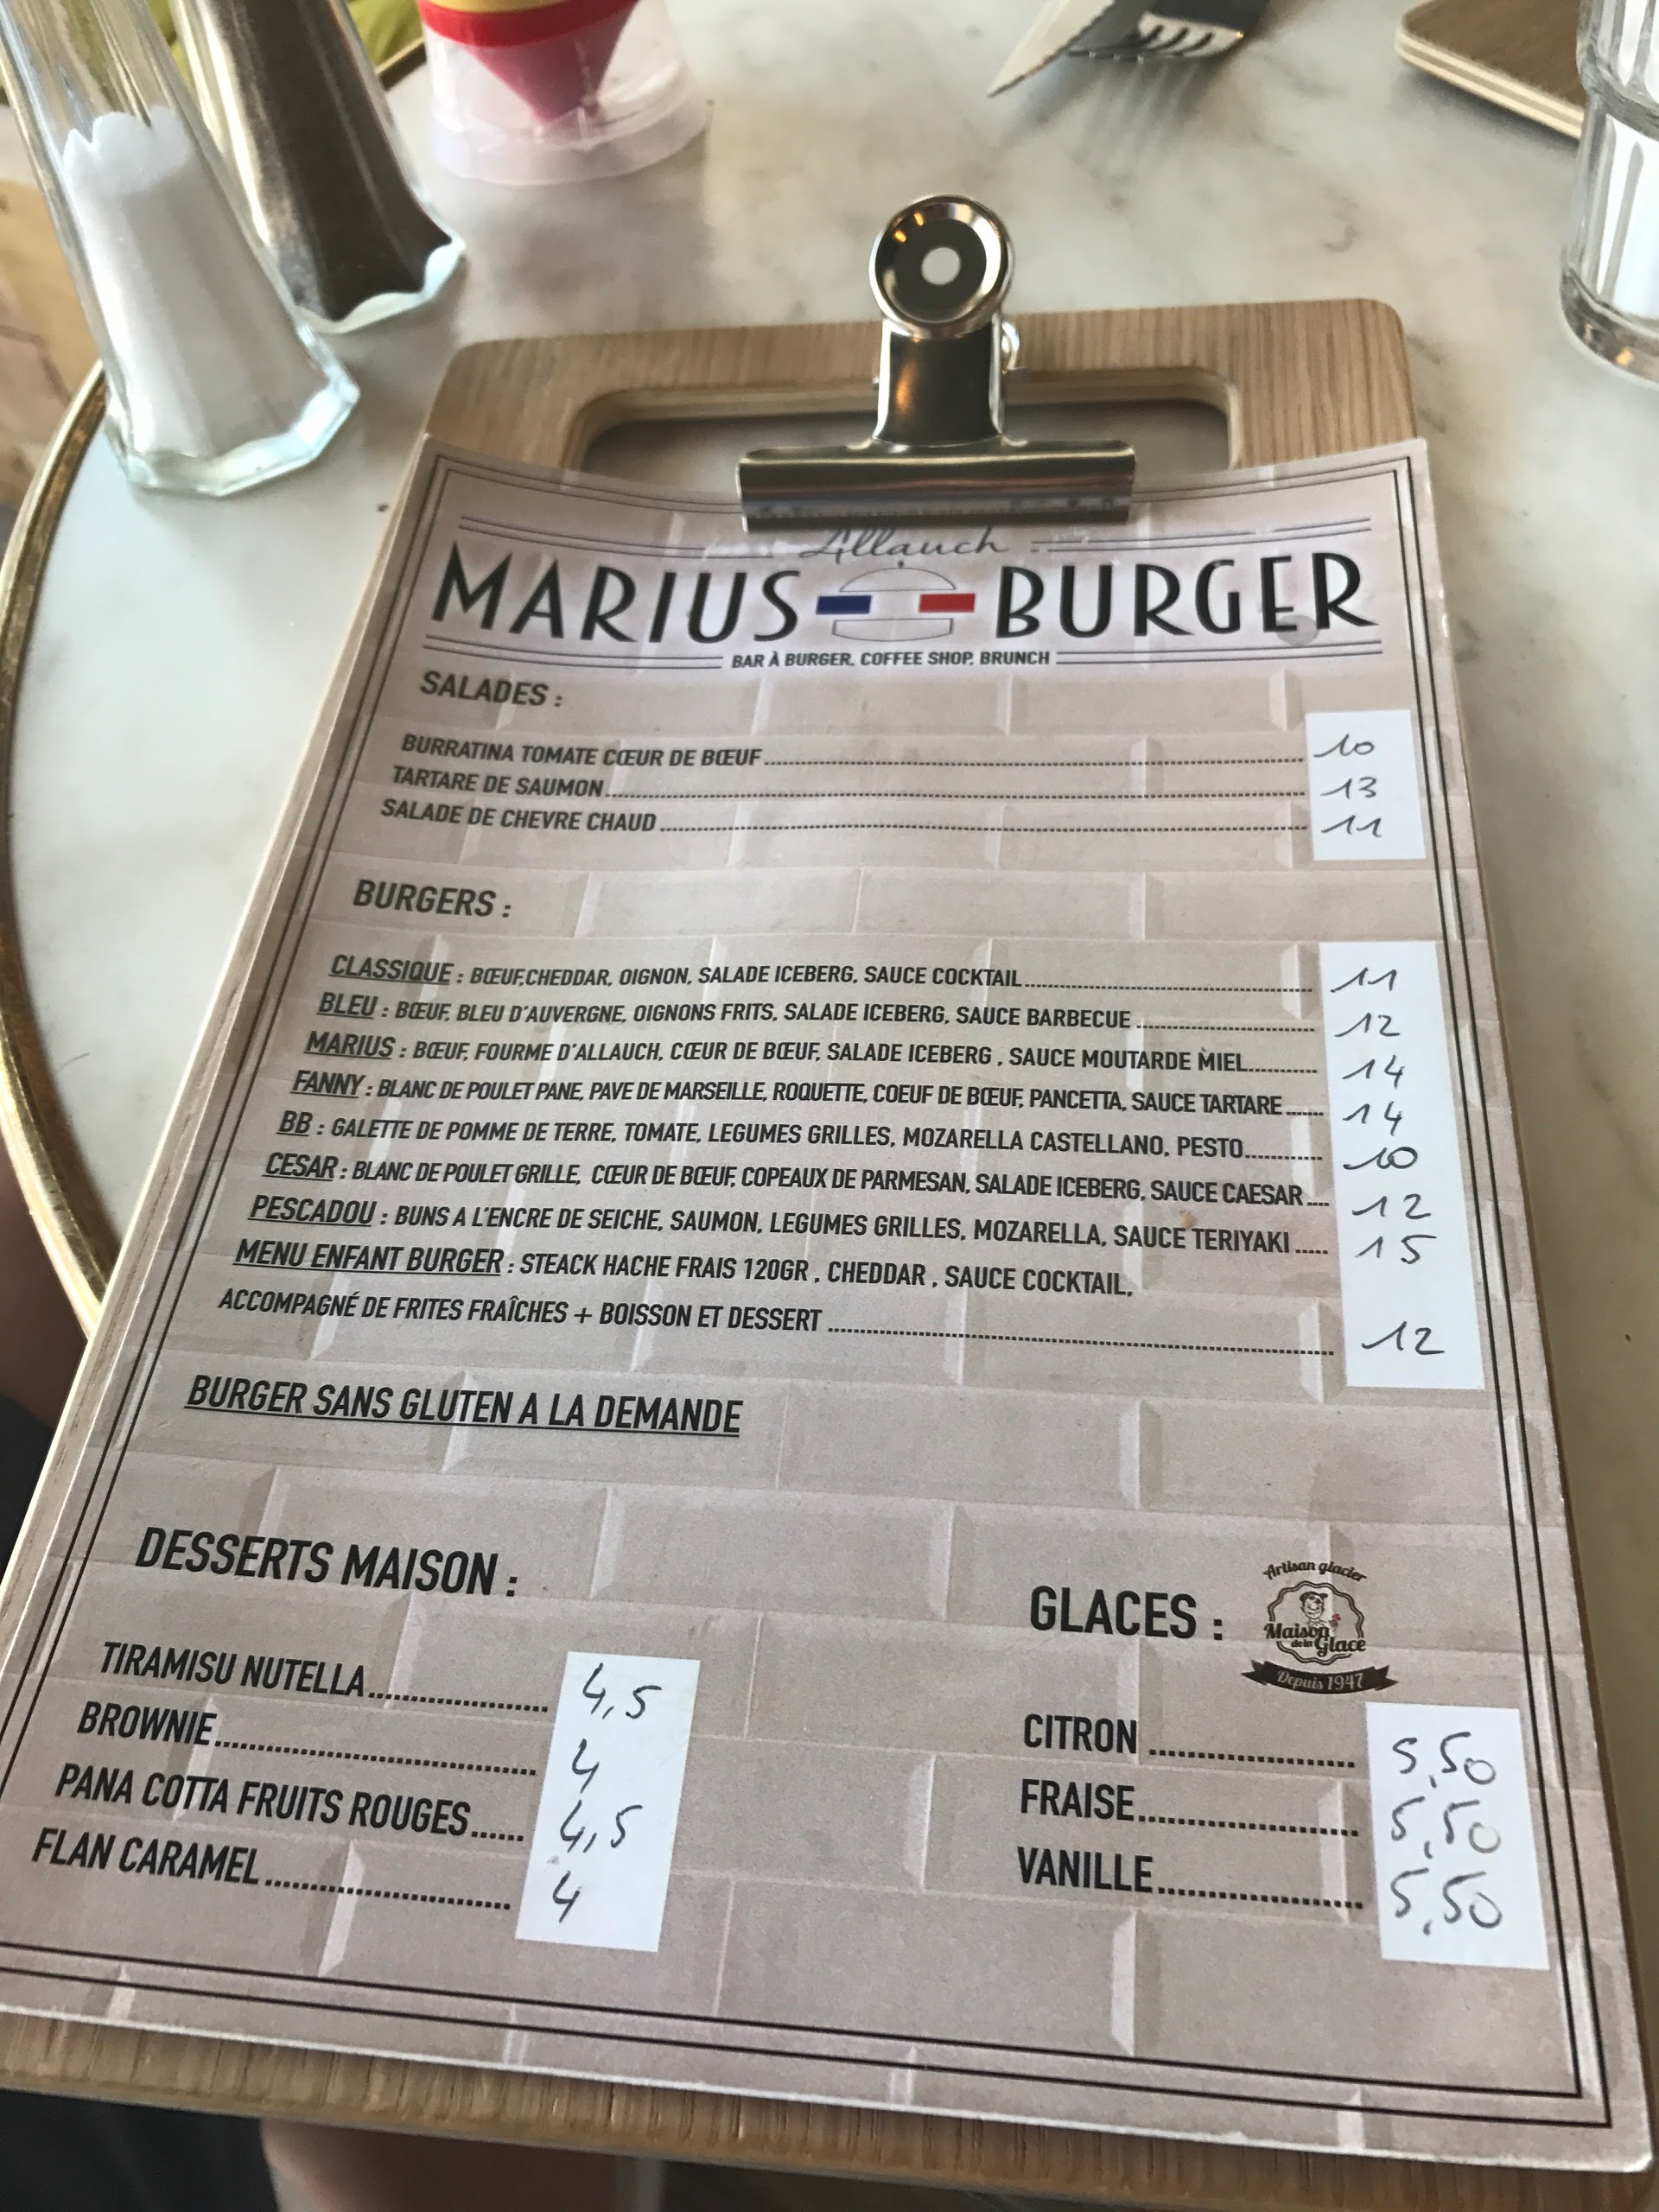 Allauch
MARIUS BURGER
BAR À BURGER, COFFEE SHOP, BRUNCH
SALADES :
BURRATINA TOMATE CŒUR DE BŒUF 10
TARTARE DE SAUMON 13
SALADE DE CHEVRE CHAUD 11
BURGERS :
CLASSIQUE : BŒUF,CHEDDAR, OIGNON, SALADE ICEBERG, SAUCE COCKTAIL 11
BLEU : BŒUF, BLEU D'AUVERGNE, OIGNONS FRITS, SALADE ICEBERG, SAUCE BARBECUE 12
MARIUS : BŒUF, FOURME D'ALLAUCH, CŒUR DE BŒUF, SALADE ICEBERG , SAUCE MOUTARDE MIEL 14
FANNY : BLANC DE POULET PANE, PAVE DE MARSEILLE, ROQUETTE, COEUR DE BŒUF, PANCETTA, SAUCE TARTARE 14
BB : GALETTE DE POMME DE TERRE, TOMATE, LEGUMES GRILLES, MOZARELLA CASTELLANO, PESTO 10
CESAR : BLANC DE POULET GRILLE, CŒUR DE BŒUF, COPEAUX DE PARMESAN, SALADE ICEBERG, SAUCE CAESAR 12
PESCADOU : BUNS A L'ENCRE DE SEICHE, SAUMON, LEGUMES GRILLES, MOZARELLA, SAUCE TERIYAKI 15
MENU ENFANT BURGER : STEACK HACHE FRAIS 120GR , CHEDDAR , SAUCE COCKTAIL,
ACCOMPAGNÉ DE FRITES FRAÎCHES + BOISSON ET DESSERT 12
BURGER SANS GLUTEN A LA DEMANDE
DESSERTS MAISON :
TIRAMISU NUTELLA 4,5
BROWNIE 4
PANA COTTA FRUITS ROUGES 4,5
FLAN CARAMEL 4
GLACES :
Artisan glacier
Maison
de la Glace
Depuis 1947
CITRON 5,50
FRAISE 5,50
VANILLE 5,50